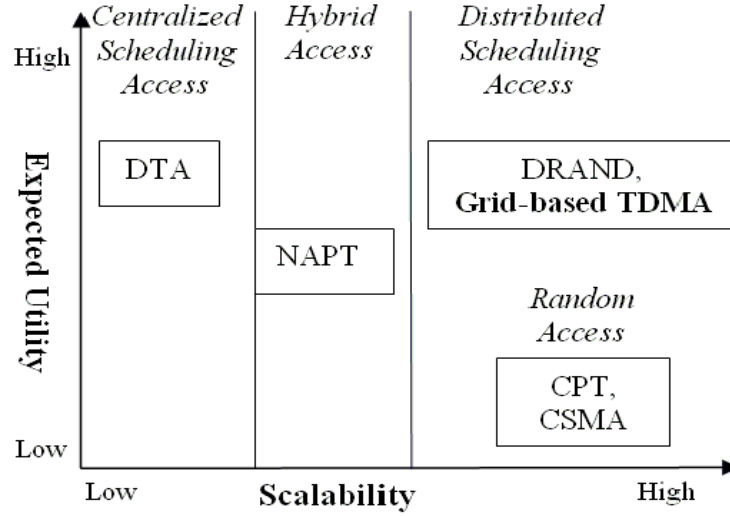 Centralized
Scheduling
Access
Hybrid
Access
Distributed
Scheduling
Access
High
Expected Utility
Low
DTA
NAPT
DRAND,
Grid-based TDMA
Random
Access
CPT,
CSMA
Low
Scalability
High